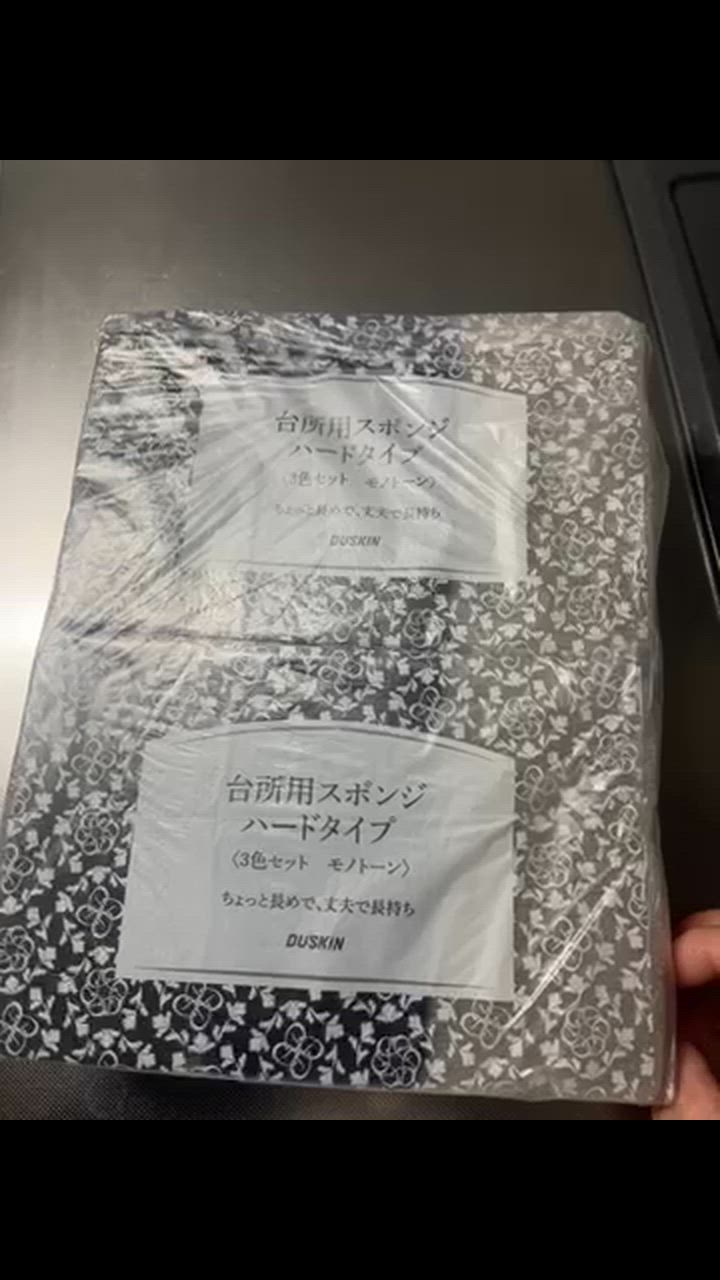 台所用スポンジ
ハードタイプ
〈3色セット モノトーン〉
ちょっと長めで、丈夫で長持ち
DUSKIN
台所用スポンジ
ハードタイプ
〈3色セット モノトーン〉
ちょっと長めで、丈夫で長持ち
DUSKIN